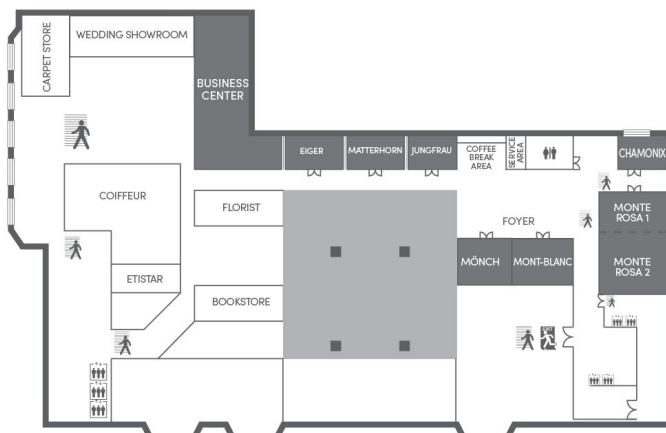 CARPET STORE
WEDDING SHOWROOM
BUSINESS
CENTER
EIGER
MATTERHORN
JUNGFRAU
COFFEE
BREAK
AREA
SERVICE
AREA
CHAMONIX
COIFFEUR
FLORIST
FOYER
MONTE
ROSA 1
MÖNCH
MONT-BLANC
MONTE
ROSA 2
ETISTAR
BOOKSTORE
EXIT